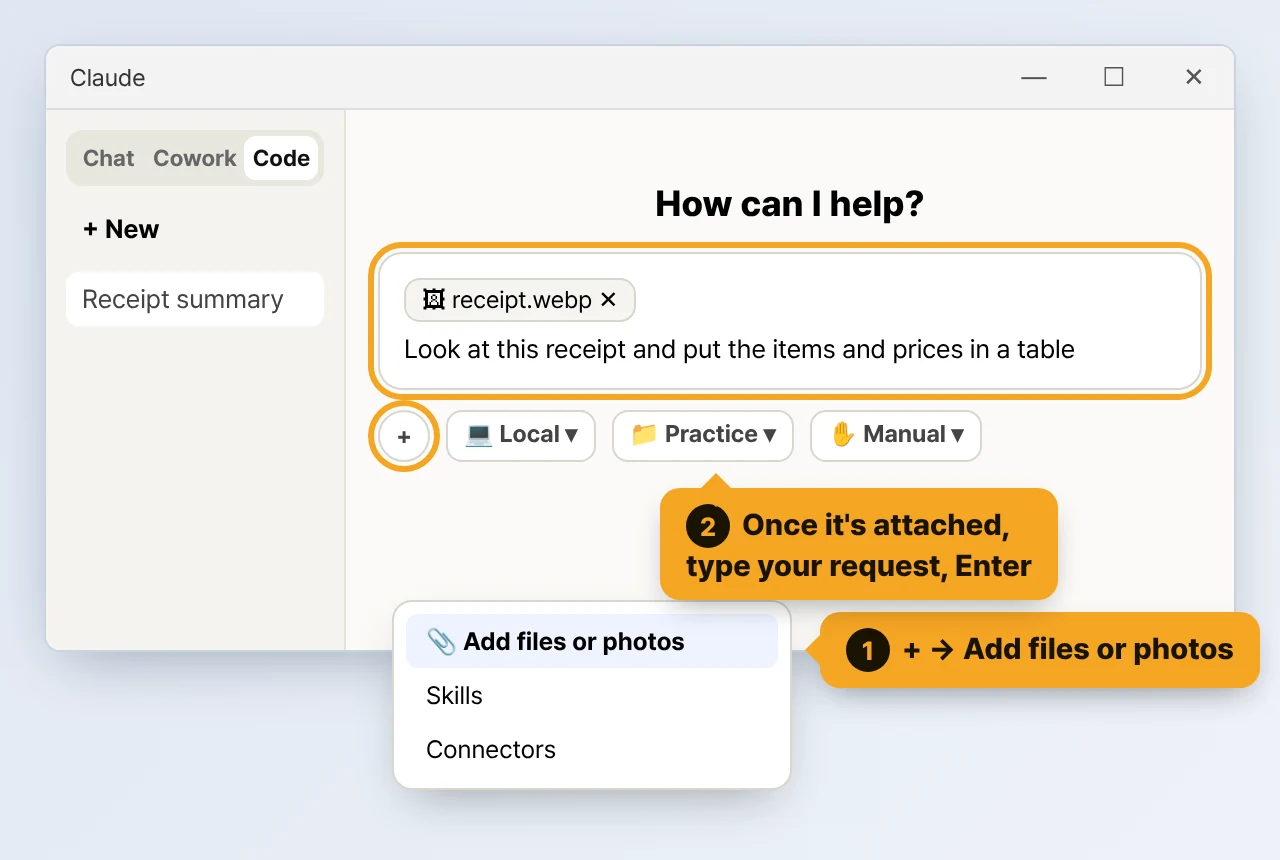 Claude
Chat Cowork Code
+ New
Receipt summary
How can I help?
receipt.webp ✕
Look at this receipt and put the items and prices in a table
+
Local ▾
Practice ▾
Manual ▾
2 Once it's attached,
type your request, Enter
Add files or photos
Skills
Connectors
1 + → Add files or photos